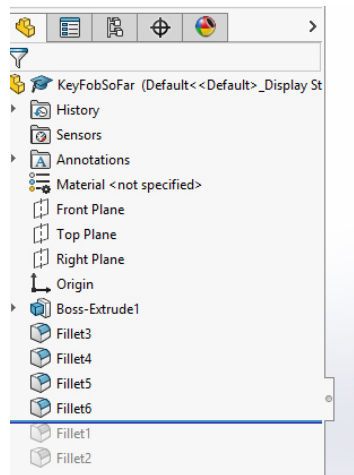 KeyFobSoFar (Default<<Default>_Display St
History
Sensors
A Annotations
Material <not specified>
Front Plane
Top Plane
Right Plane
Origin
Boss-Extrude1
Fillet3
Fillet4
Fillet5
Fillet6
Fillet1
Fillet2